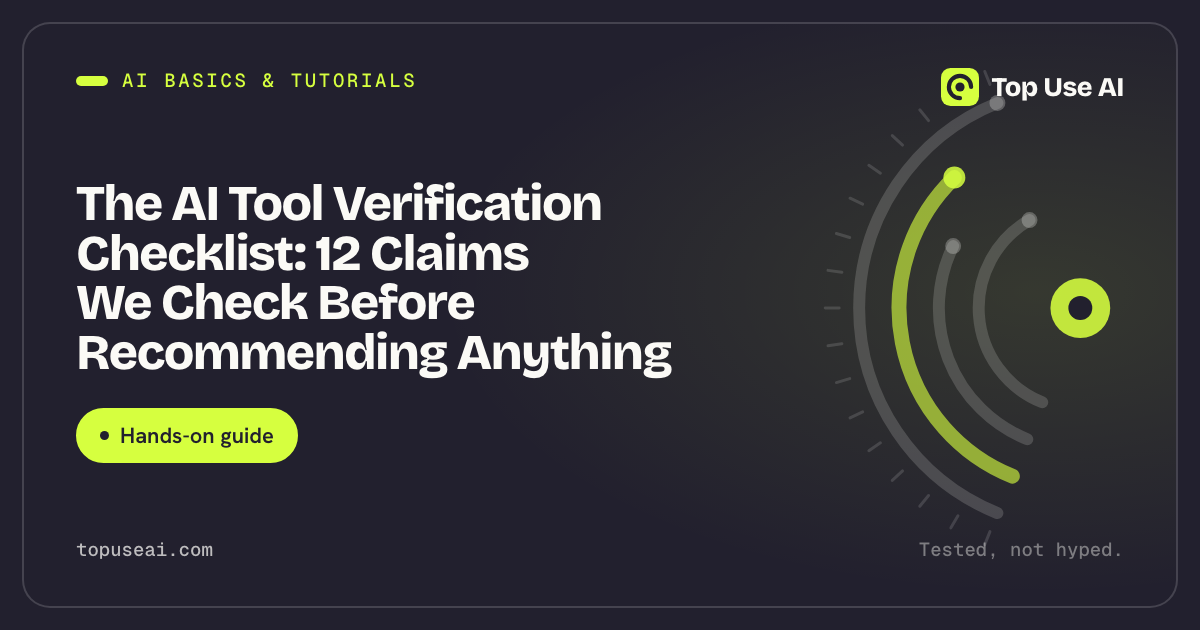 AI BASICS & TUTORIALS
Top Use AI
The AI Tool Verification
Checklist: 12 Claims
We Check Before
Recommending Anything
Hands-on guide
topuseai.com
Tested, not hyped.